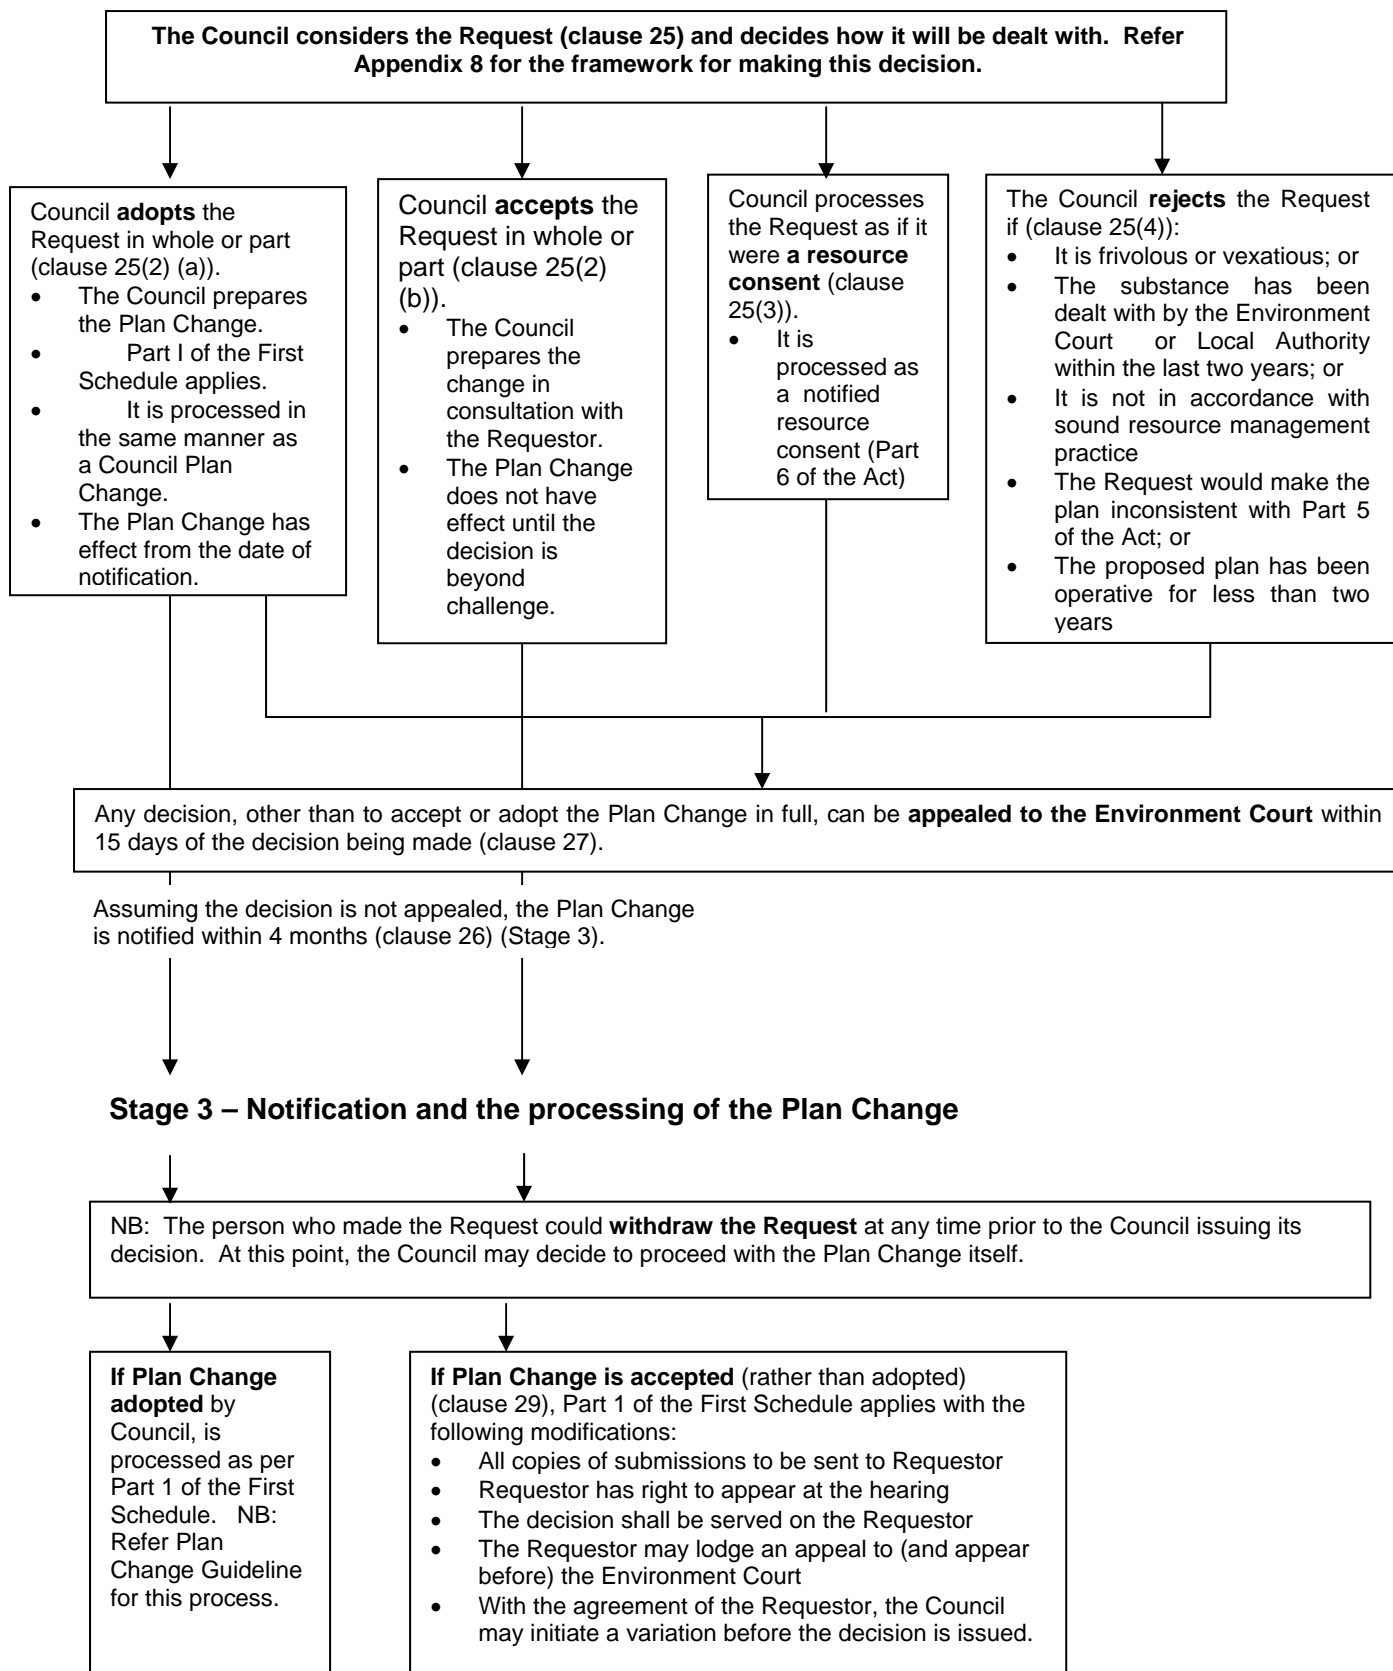 The Council considers the Request (clause 25) and decides how it will be dealt with.  Refer
Appendix 8 for the framework for making this decision.
Council adopts the
Request in whole or part
(clause 25(2) (a)).
• The Council prepares
the Plan Change.
• Part I of the First
Schedule applies.
• It is processed in
the same manner as
a Council Plan
Change.
• The Plan Change has
effect from the date of
notification.
Council accepts the
Request in whole or
part (clause 25(2)
(b)).
• The Council
prepares the
change in
consultation with
the Requestor.
• The Plan Change
does not have
effect until the
decision is
beyond
challenge.
Council processes
the Request as if it
were a resource
consent (clause
25(3)).
• It is
processed as
a notified
resource
consent (Part
6 of the Act)
The Council rejects the Request
if (clause 25(4)):
• It is frivolous or vexatious; or
• The substance has been
dealt with by the Environment
Court or Local Authority
within the last two years; or
• It is not in accordance with
sound resource management
practice
• The Request would make the
plan inconsistent with Part 5
of the Act; or
• The proposed plan has been
operative for less than two
years
Any decision, other than to accept or adopt the Plan Change in full, can be appealed to the Environment Court within
15 days of the decision being made (clause 27).
Assuming the decision is not appealed, the Plan Change
is notified within 4 months (clause 26) (Stage 3).
Stage 3 – Notification and the processing of the Plan Change
NB:  The person who made the Request could withdraw the Request at any time prior to the Council issuing its
decision.  At this point, the Council may decide to proceed with the Plan Change itself.
If Plan Change
adopted by
Council, is
processed as per
Part 1 of the First
Schedule.   NB:
Refer Plan
Change Guideline
for this process.
If Plan Change is accepted (rather than adopted)
(clause 29), Part 1 of the First Schedule applies with the
following modifications:
• All copies of submissions to be sent to Requestor
• Requestor has right to appear at the hearing
• The decision shall be served on the Requestor
• The Requestor may lodge an appeal to (and appear
before) the Environment Court
• With the agreement of the Requestor, the Council
may initiate a variation before the decision is issued.